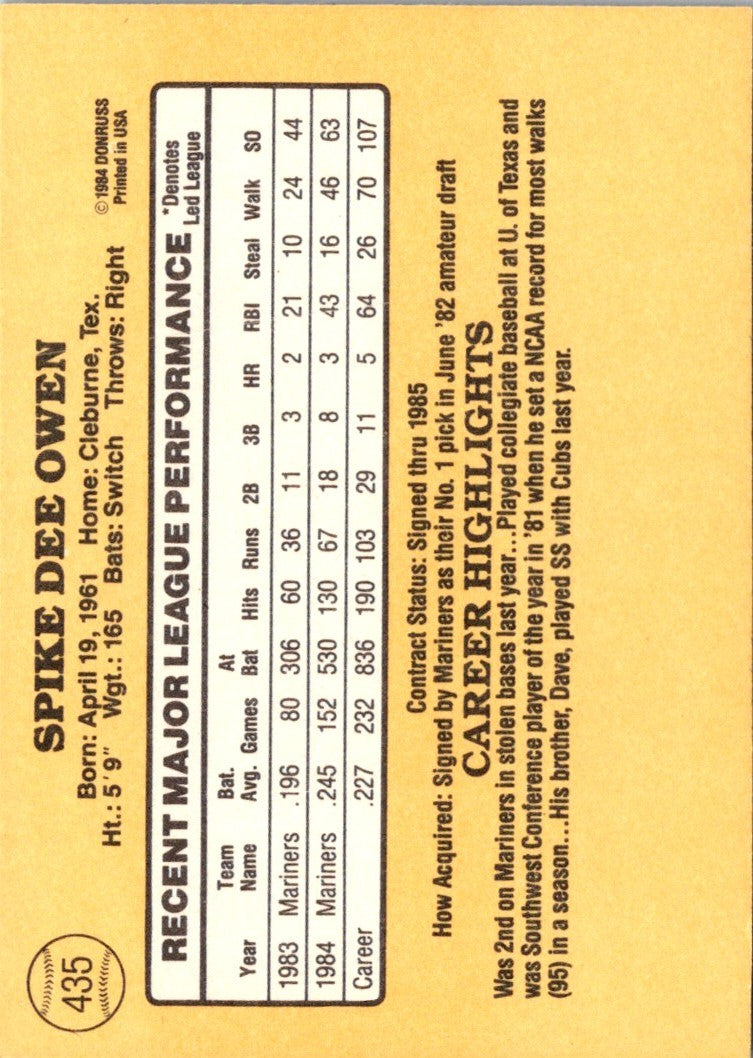 435
SPIKE DEE OWEN
Born: April 19, 1961 Home: Cleburne, Tex.
Ht.: 5'9" Wgt.: 165 Bats: Switch Throws: Right
© 1984 DONRUSS
Printed in USA
RECENT MAJOR LEAGUE PERFORMANCE
*Denotes
Led League
Year Team Name Bat. Avg. Games At Bat Hits Runs 2B 3B HR RBI Steal Walk SO
1983 Mariners .196 80 306 60 36 11 3 2 21 10 24 44
1984 Mariners .245 152 530 130 67 18 8 3 43 16 46 63
Career .227 232 836 190 103 29 11 5 64 26 70 107
Contract Status: Signed thru 1985
How Acquired: Signed by Mariners as their No. 1 pick in June '82 amateur draft
CAREER HIGHLIGHTS
Was 2nd on Mariners in stolen bases last year...Played collegiate baseball at U. of Texas and
was Southwest Conference player of the year in '81 when he set a NCAA record for most walks
(95) in a season...His brother, Dave, played SS with Cubs last year.